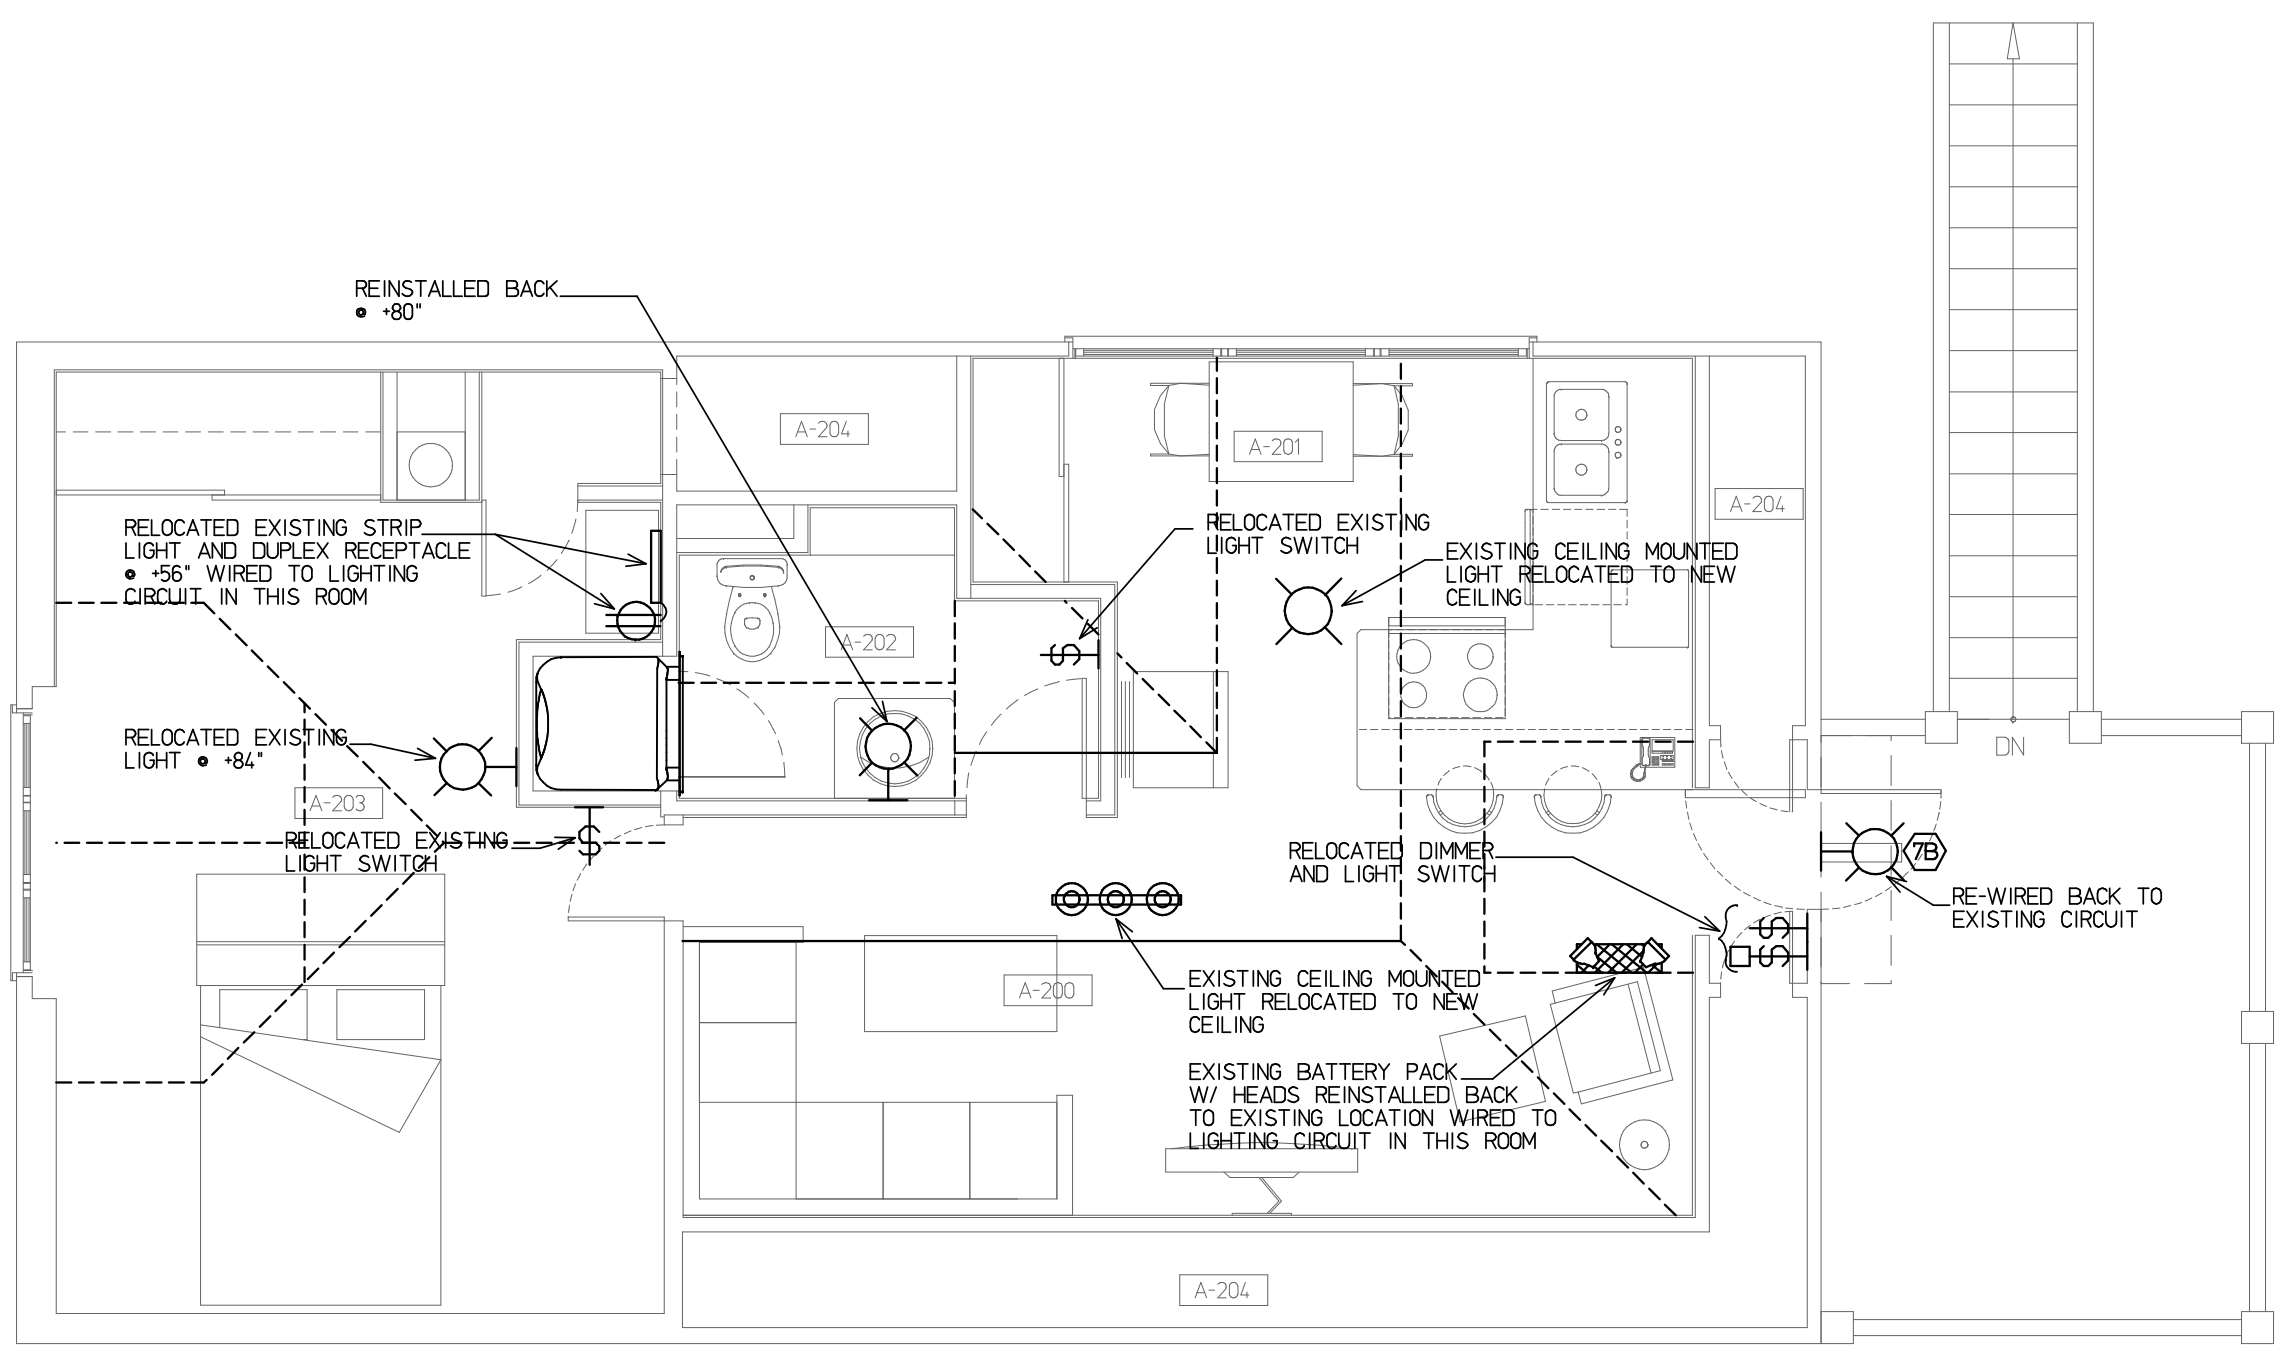 REINSTALLED BACK
@ +80"
A-204
A-201
A-204
RELOCATED EXISTING STRIP
LIGHT AND DUPLEX RECEPTACLE
@ +56" WIRED TO LIGHTING
CIRCUIT IN THIS ROOM
RELOCATED EXISTING
LIGHT SWITCH
EXISTING CEILING MOUNTED
LIGHT RELOCATED TO NEW
CEILING
A-202
$
RELOCATED EXISTING
LIGHT @ +84"
DN
A-203
RELOCATED EXISTING
LIGHT SWITCH
$
RELOCATED DIMMER
AND LIGHT SWITCH
7B
RE-WIRED BACK TO
EXISTING CIRCUIT
$
$
A-200
EXISTING CEILING MOUNTED
LIGHT RELOCATED TO NEW
CEILING
EXISTING BATTERY PACK
W/ HEADS REINSTALLED BACK
TO EXISTING LOCATION WIRED TO
LIGHTING CIRCUIT IN THIS ROOM
A-204